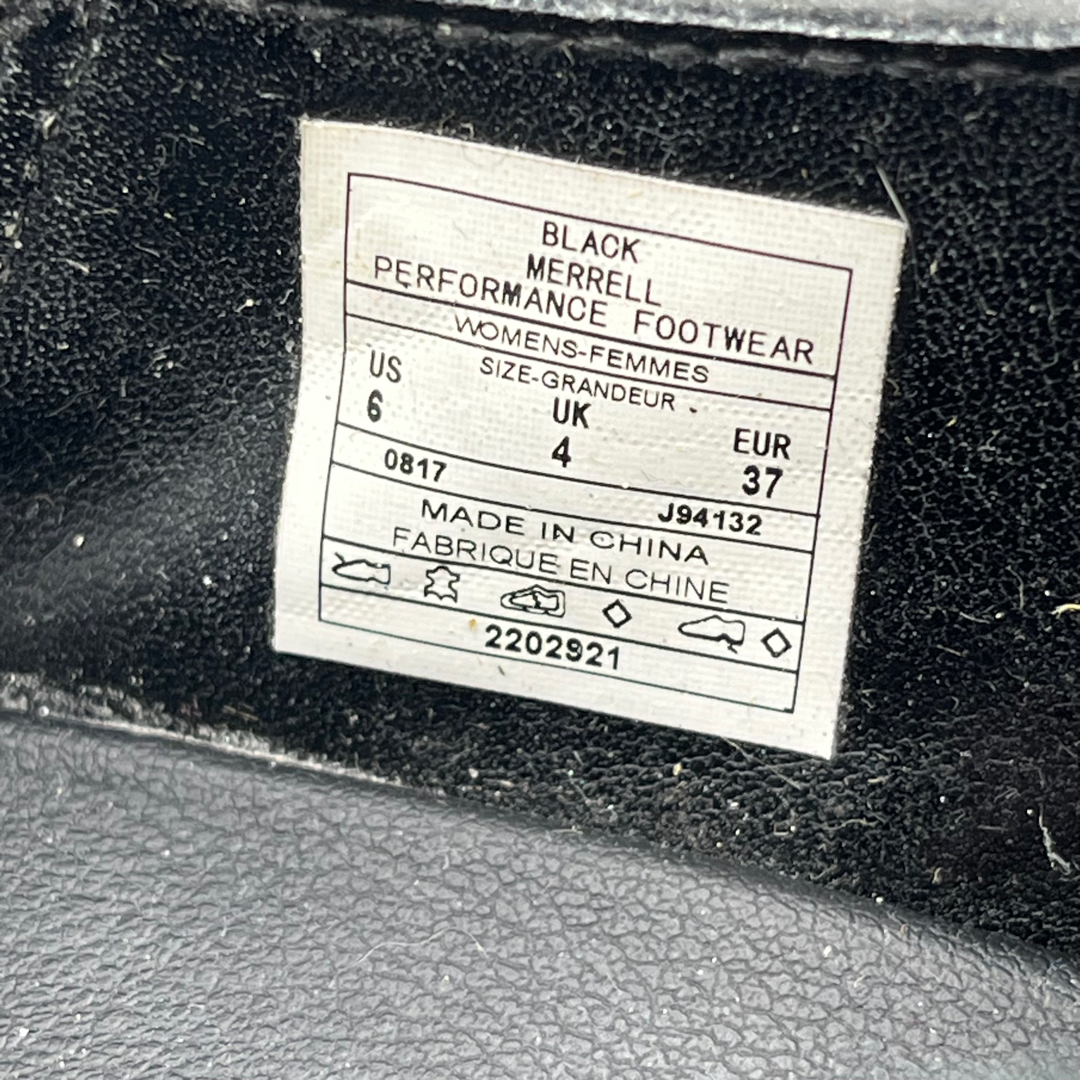 BLACK
MERRELL
PERFORMANCE FOOTWEAR
WOMENS-FEMMES
SIZE-GRANDEUR
US UK EUR
6 4 37
0817 J94132
MADE IN CHINA
FABRIQUE EN CHINE
2202921